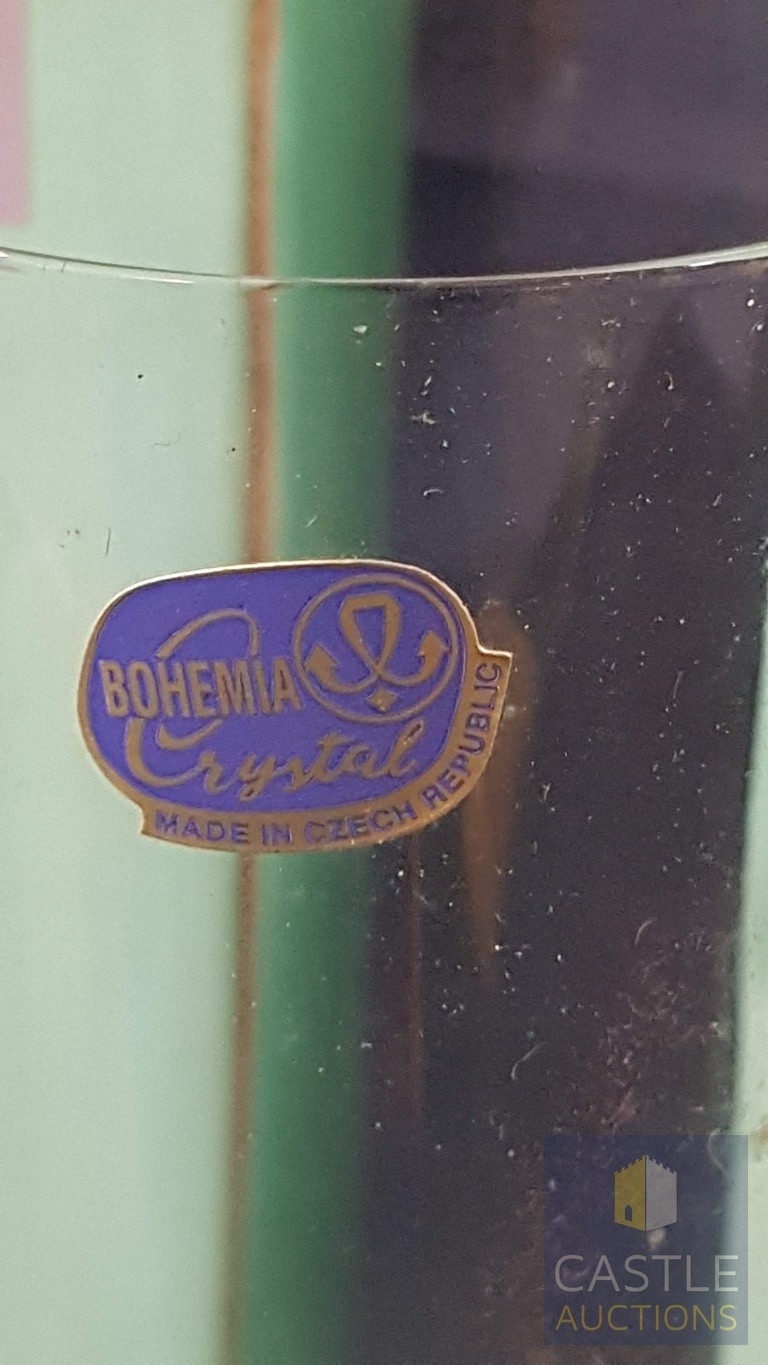 BOHEMIA
Crystal
MADE IN CZECH REPUBLIC
CASTLE
AUCTIONS